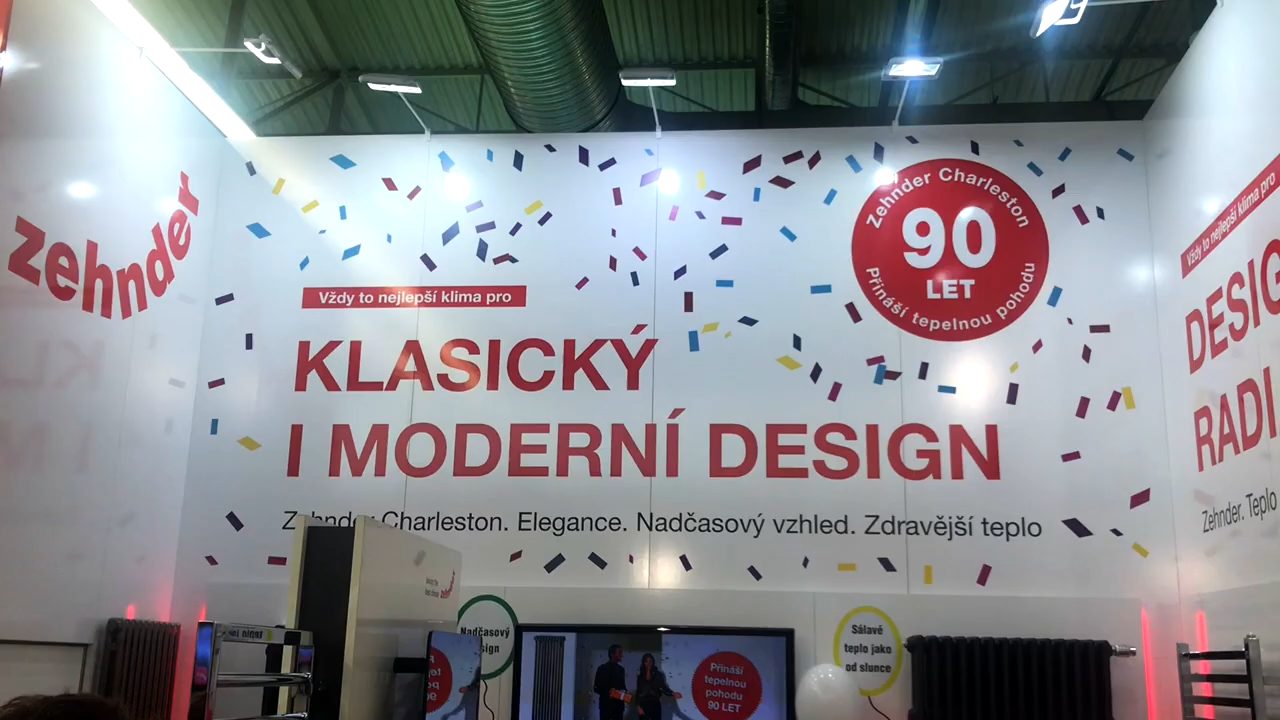 zehnder
Zehnder Charleston
90
LET
Přináší tepelnou pohodu
Vždy to nejlepší klima pro
KLASICKÝ
I MODERNÍ DESIGN
Zehnder Charleston. Elegance. Nadčasový vzhled. Zdravější teplo
Vždy to nejlepší klima pro
DESIG
RADI
Zehnder. Teplo
Nadčasový
Sálavé
teplo jako
od slunce
Přináší
tepelnou
pohodu
90 LET